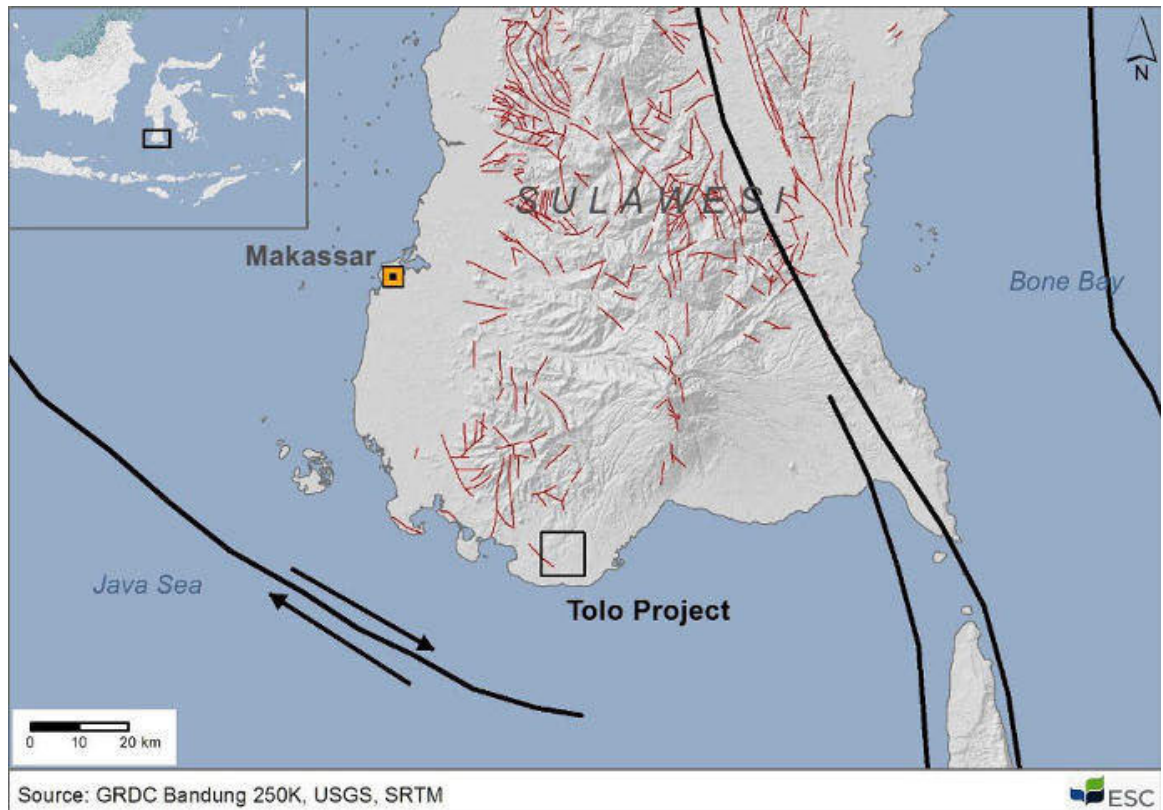 N
SULAWESI
Makassar
Bone Bay
Java Sea
Tolo Project
0 10 20 km
Source: GRDC Bandung 250K, USGS, SRTM
ESC